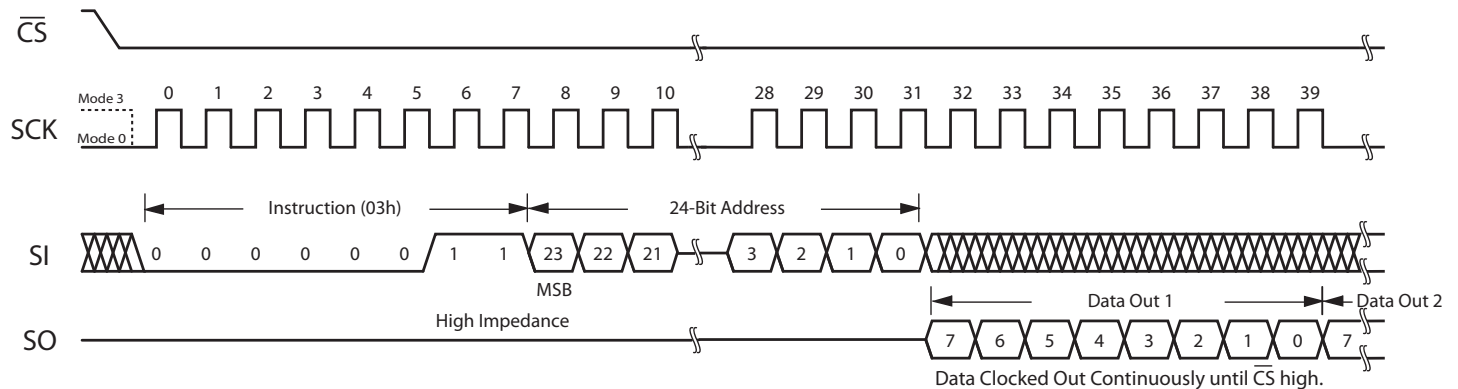 CS
Mode 3
Mode 0
SCK
0 1 2 3 4 5 6 7 8 9 10 28 29 30 31 32 33 34 35 36 37 38 39
Instruction (03h)
24-Bit Address
SI
0 0 0 0 0 0 1 1 23 22 21 3 2 1 0
MSB
Data Out 1
Data Out 2
High Impedance
SO
7 6 5 4 3 2 1 0 7
Data Clocked Out Continuously until CS high.